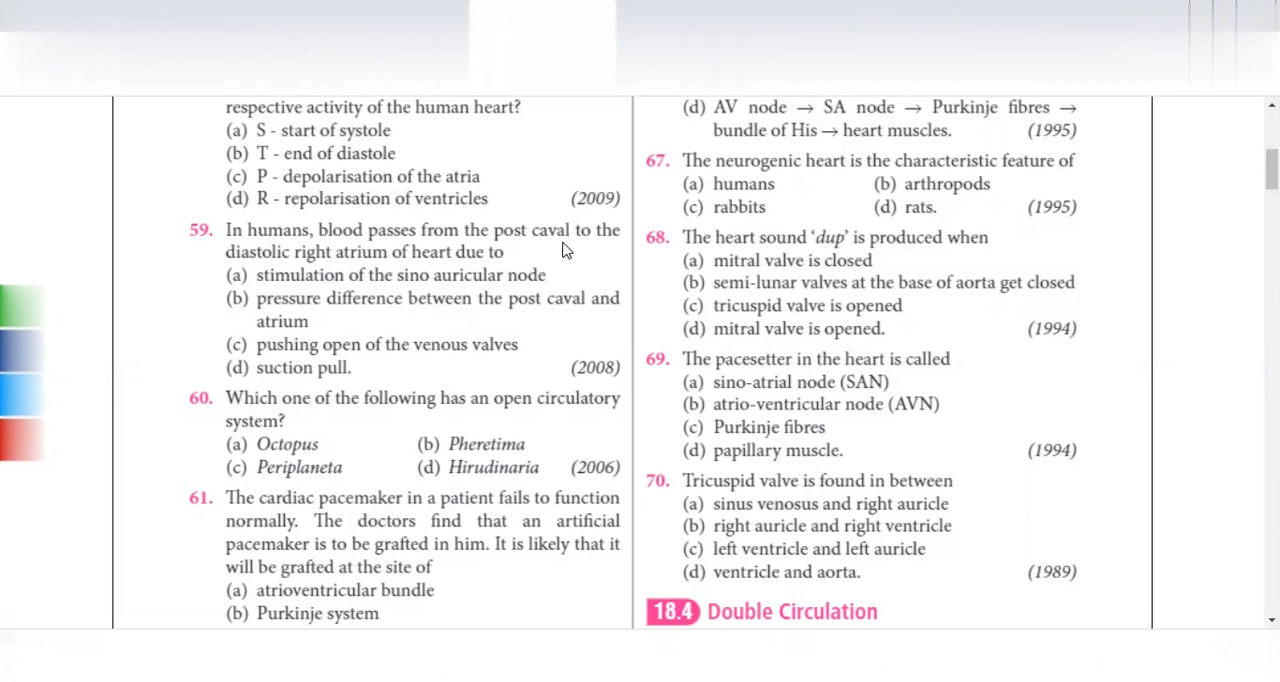 respective activity of the human heart?
(a) S - start of systole
(b) T - end of diastole
(c) P - depolarisation of the atria
(d) R - repolarisation of ventricles (2009)
59. In humans, blood passes from the post caval to the
diastolic right atrium of heart due to
(a) stimulation of the sino auricular node
(b) pressure difference between the post caval and
atrium
(c) pushing open of the venous valves
(d) suction pull. (2008)
60. Which one of the following has an open circulatory
system?
(a) Octopus (b) Pheretima
(c) Periplaneta (d) Hirudinaria (2006)
61. The cardiac pacemaker in a patient fails to function
normally. The doctors find that an artificial
pacemaker is to be grafted in him. It is likely that it
will be grafted at the site of
(a) atrioventricular bundle
(b) Purkinje system
(d) AV node → SA node → Purkinje fibres →
bundle of His → heart muscles. (1995)
67. The neurogenic heart is the characteristic feature of
(a) humans (b) arthropods
(c) rabbits (d) rats. (1995)
68. The heart sound ‘dup’ is produced when
(a) mitral valve is closed
(b) semi-lunar valves at the base of aorta get closed
(c) tricuspid valve is opened
(d) mitral valve is opened. (1994)
69. The pacesetter in the heart is called
(a) sino-atrial node (SAN)
(b) atrio-ventricular node (AVN)
(c) Purkinje fibres
(d) papillary muscle. (1994)
70. Tricuspid valve is found in between
(a) sinus venosus and right auricle
(b) right auricle and right ventricle
(c) left ventricle and left auricle
(d) ventricle and aorta. (1989)
18.4 Double Circulation